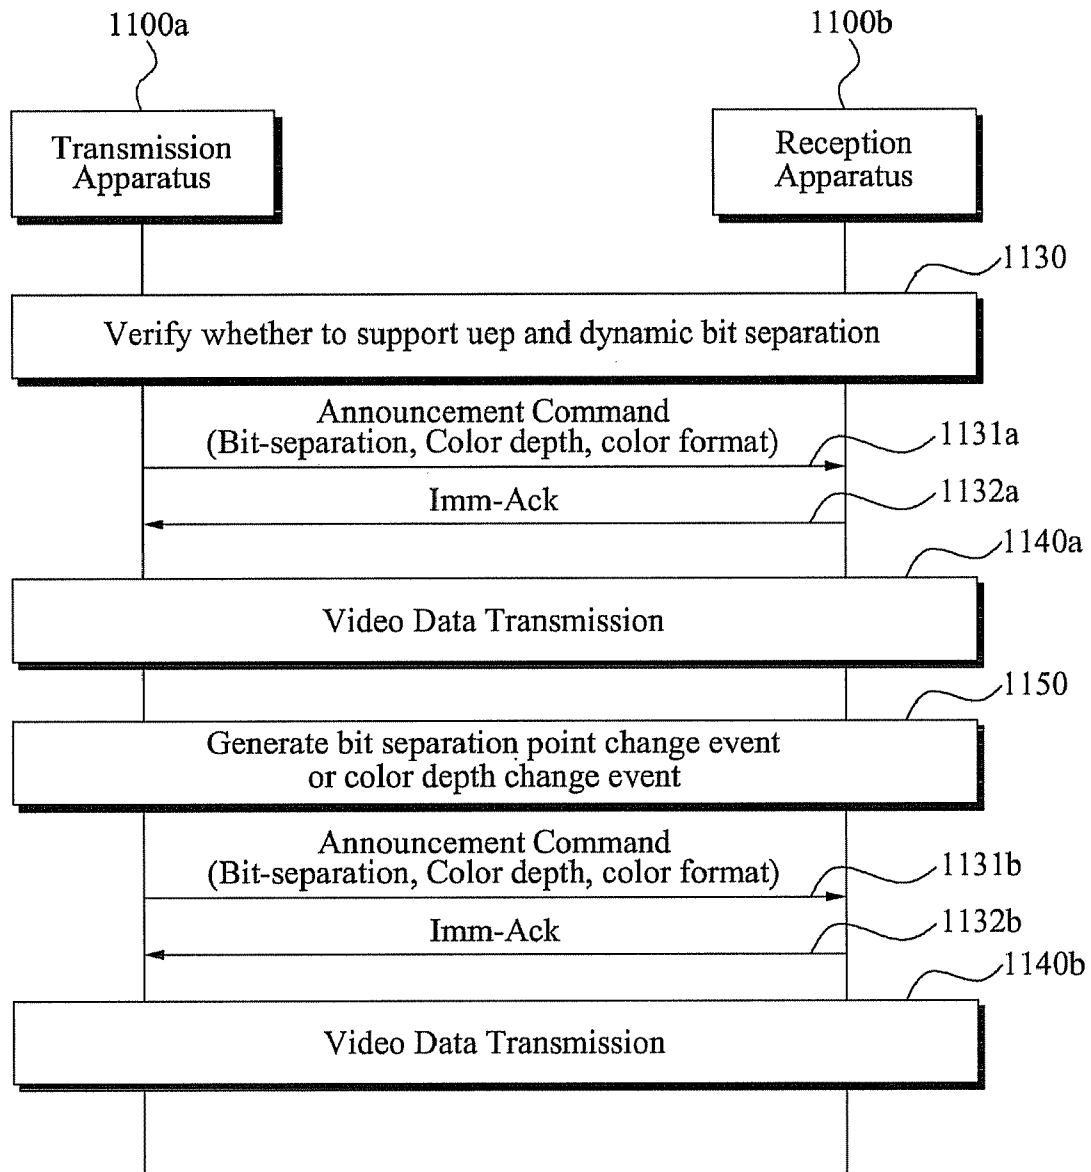 1100a
1100b
Transmission
Apparatus
Reception
Apparatus
1130
Verify whether to support uep and dynamic bit separation
Announcement Command
(Bit-separation, Color depth, color format)
1131a
Imm-Ack
1132a
1140a
Video Data Transmission
1150
Generate bit separation point change event
or color depth change event
Announcement Command
(Bit-separation, Color depth, color format)
1131b
Imm-Ack
1132b
1140b
Video Data Transmission